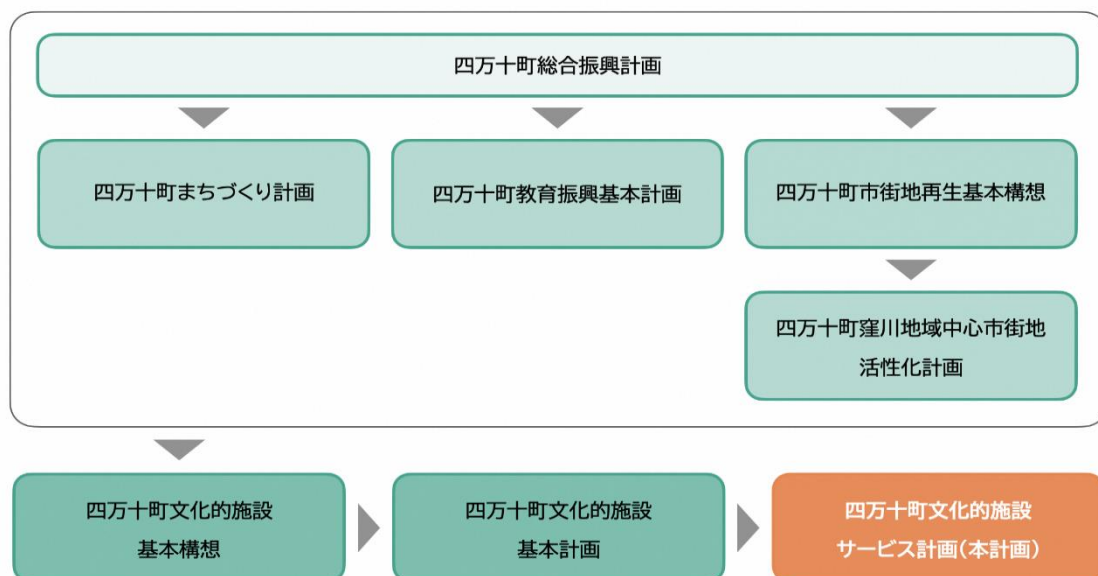 四万十町総合振興計画
四万十町まちづくり計画
四万十町教育振興基本計画
四万十町市街地再生基本構想
四万十町窪川地域中心市街地
活性化計画
四万十町文化的施設
基本構想
四万十町文化的施設
基本計画
四万十町文化的施設
サービス計画(本計画)